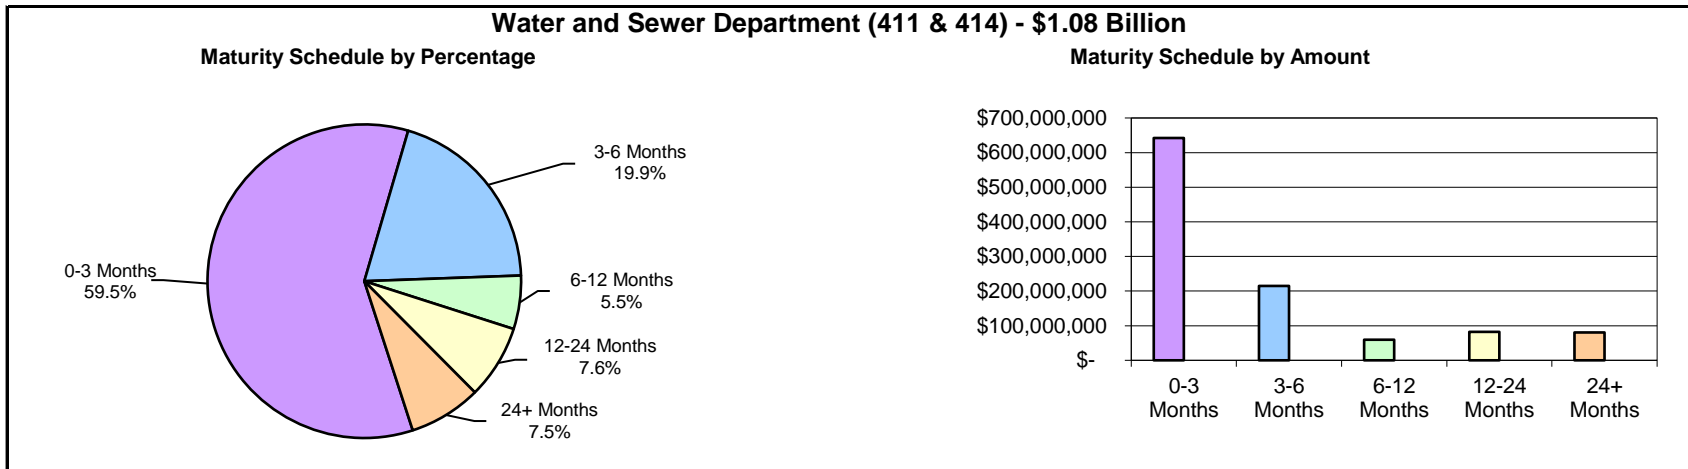 Water and Sewer Department (411 & 414) - $1.08 Billion
Maturity Schedule by Percentage
3-6 Months
19.9%
0-3 Months
59.5%
6-12 Months
5.5%
12-24 Months
7.6%
24+ Months
7.5%
Maturity Schedule by Amount
$700,000,000
$600,000,000
$500,000,000
$400,000,000
$300,000,000
$200,000,000
$100,000,000
$-
0-3
Months
3-6
Months
6-12
Months
12-24
Months
24+
Months